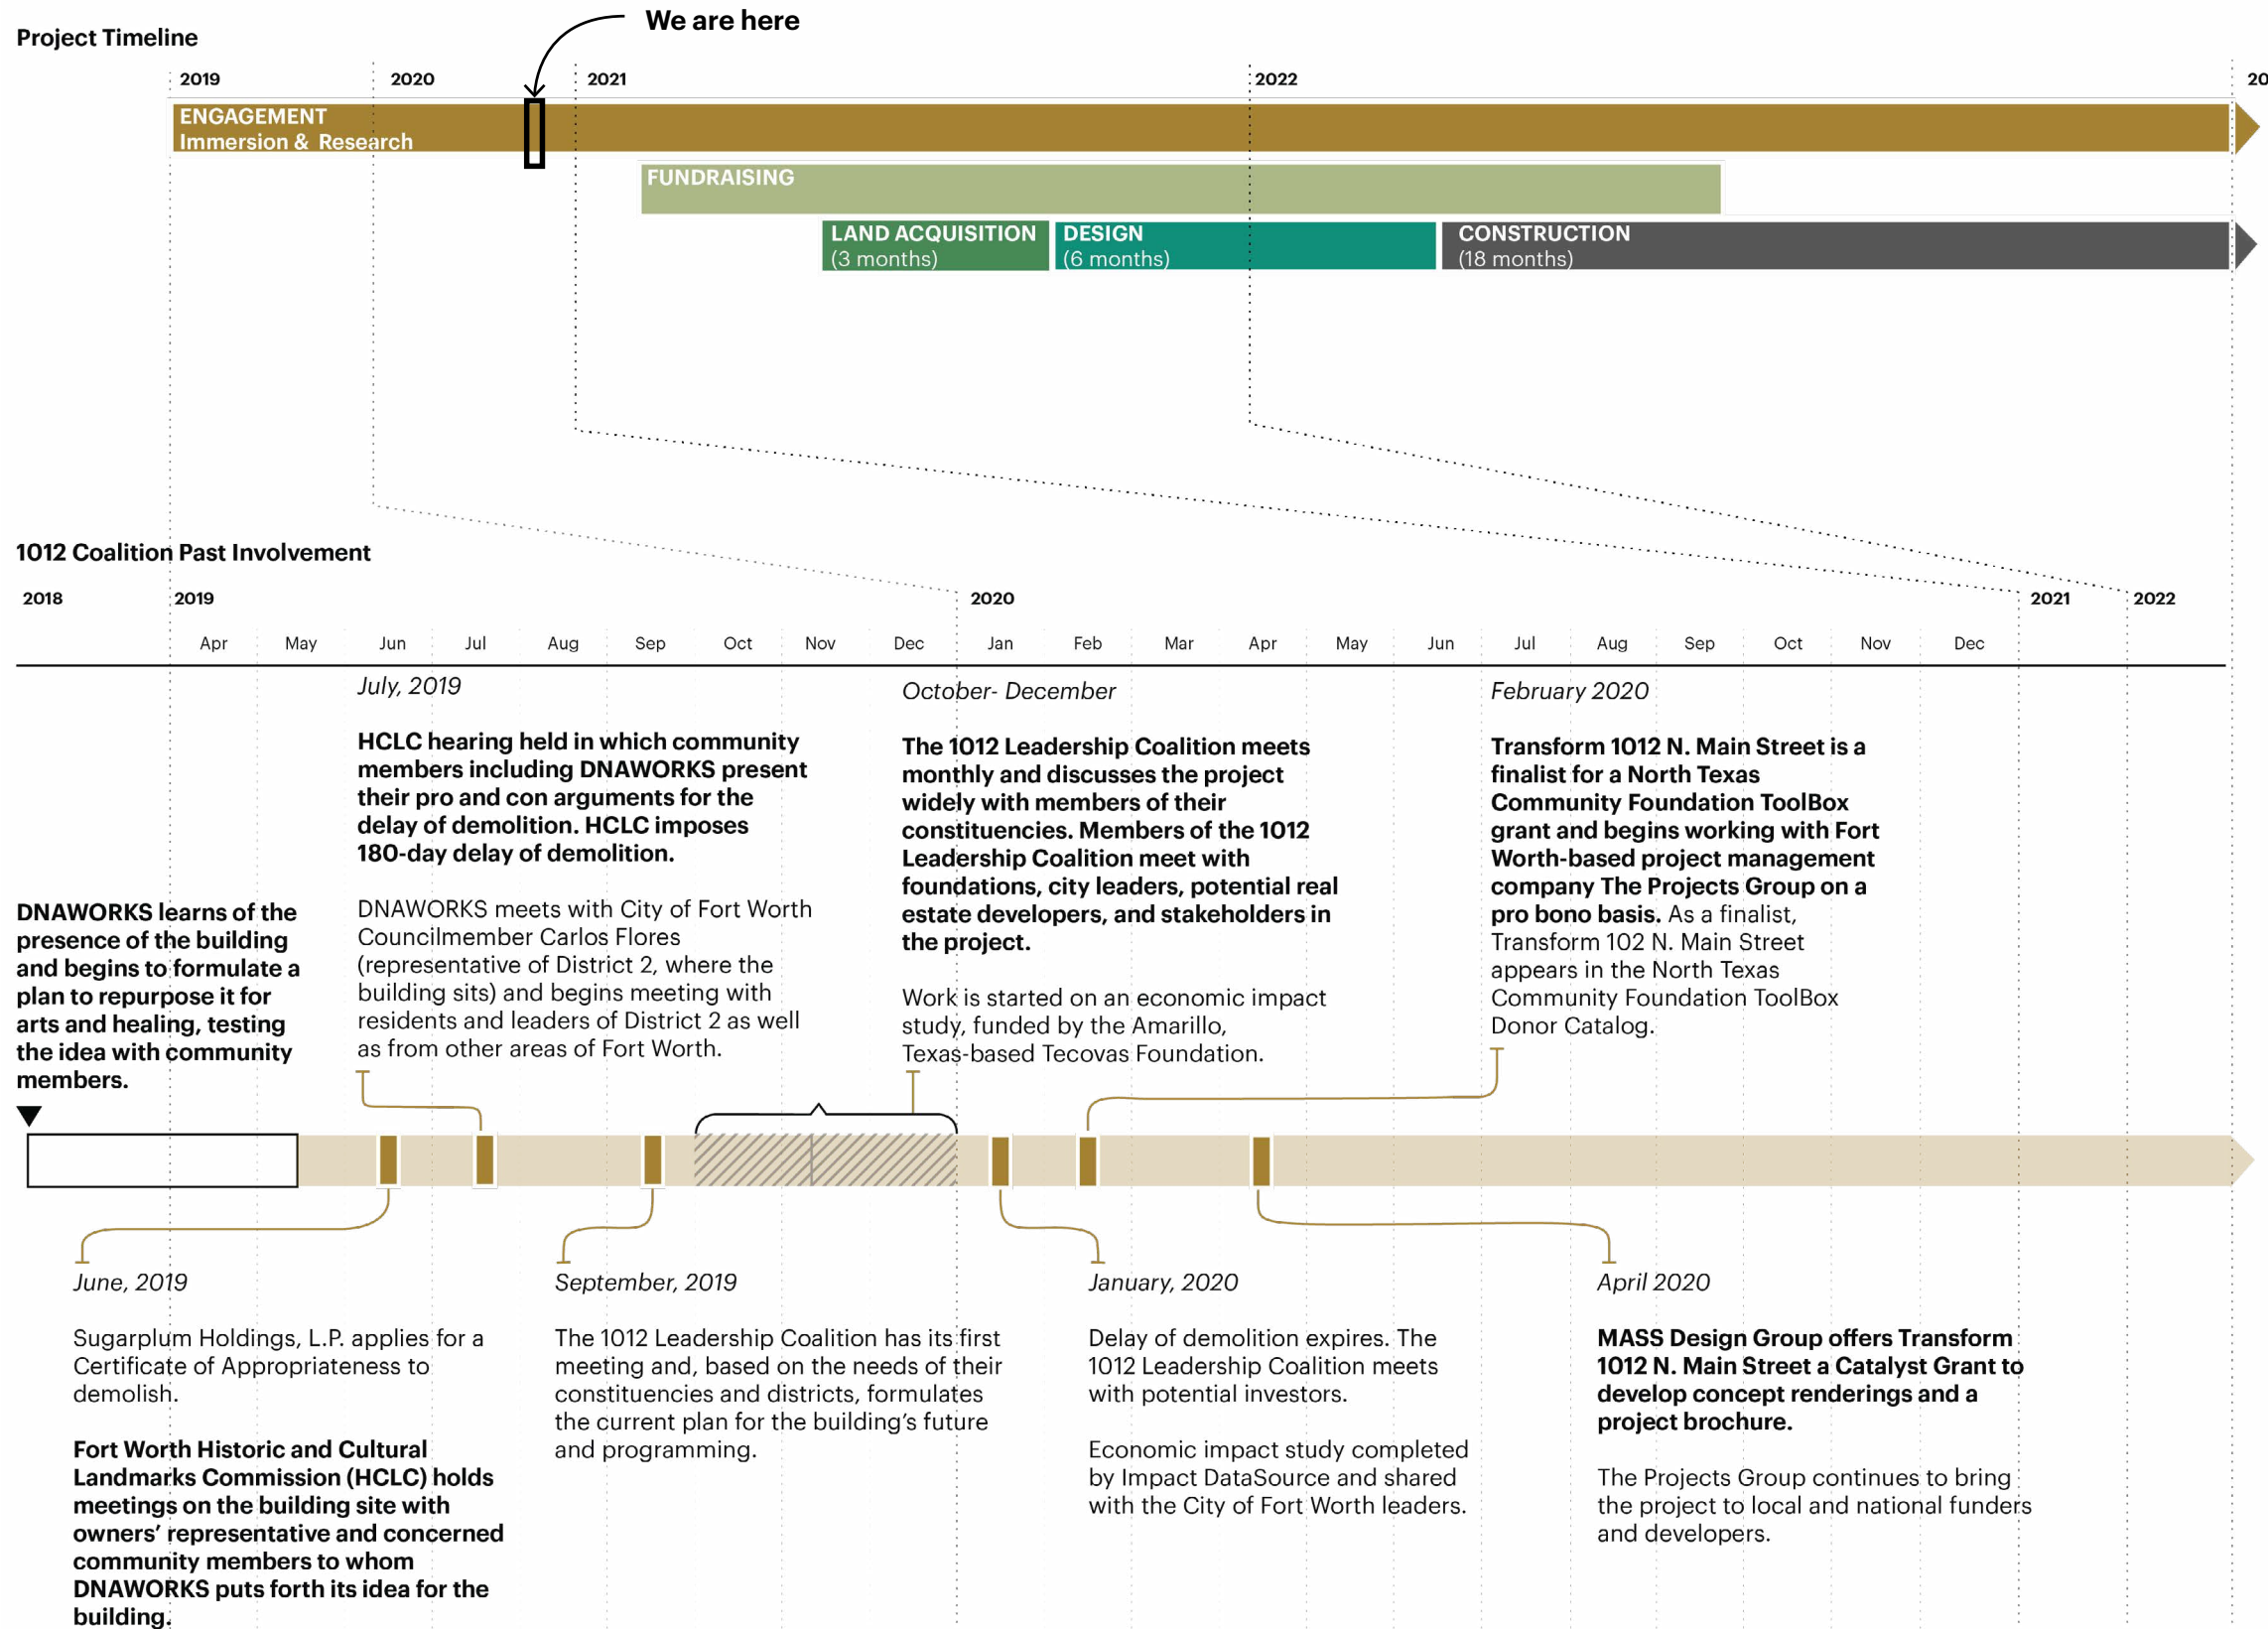 We are here
Project Timeline
2019
2020
2021
2022
20
ENGAGEMENT
Immersion & Research
FUNDRAISING
LAND ACQUISITION
(3 months)
DESIGN
(6 months)
CONSTRUCTION
(18 months)
1012 Coalition Past Involvement
2018
2019
2020
2021
2022
Apr
May
Jun
Jul
Aug
Sep
Oct
Nov
Dec
Jan
Feb
Mar
Apr
May
Jun
Jul
Aug
Sep
Oct
Nov
Dec
DNAWORKS learns of the
presence of the building
and begins to formulate a
plan to repurpose it for
arts and healing, testing
the idea with community
members.
July, 2019
HCLC hearing held in which community
members including DNAWORKS present
their pro and con arguments for the
delay of demolition. HCLC imposes
180-day delay of demolition.
DNAWORKS meets with City of Fort Worth
Councilmember Carlos Flores
(representative of District 2, where the
building sits) and begins meeting with
residents and leaders of District 2 as well
as from other areas of Fort Worth.
October- December
The 1012 Leadership Coalition meets
monthly and discusses the project
widely with members of their
constituencies. Members of the 1012
Leadership Coalition meet with
foundations, city leaders, potential real
estate developers, and stakeholders in
the project.
Work is started on an economic impact
study, funded by the Amarillo,
Texas-based Tecovas Foundation.
February 2020
Transform 1012 N. Main Street is a
finalist for a North Texas
Community Foundation ToolBox
grant and begins working with Fort
Worth-based project management
company The Projects Group on a
pro bono basis. As a finalist,
Transform 102 N. Main Street
appears in the North Texas
Community Foundation ToolBox
Donor Catalog.
June, 2019
Sugarplum Holdings, L.P. applies for a
Certificate of Appropriateness to
demolish.
Fort Worth Historic and Cultural
Landmarks Commission (HCLC) holds
meetings on the building site with
owners’ representative and concerned
community members to whom
DNAWORKS puts forth its idea for the
building.
September, 2019
The 1012 Leadership Coalition has its first
meeting and, based on the needs of their
constituencies and districts, formulates
the current plan for the building’s future
and programming.
January, 2020
Delay of demolition expires. The
1012 Leadership Coalition meets
with potential investors.
Economic impact study completed
by Impact DataSource and shared
with the City of Fort Worth leaders.
April 2020
MASS Design Group offers Transform
1012 N. Main Street a Catalyst Grant to
develop concept renderings and a
project brochure.
The Projects Group continues to bring
the project to local and national funders
and developers.